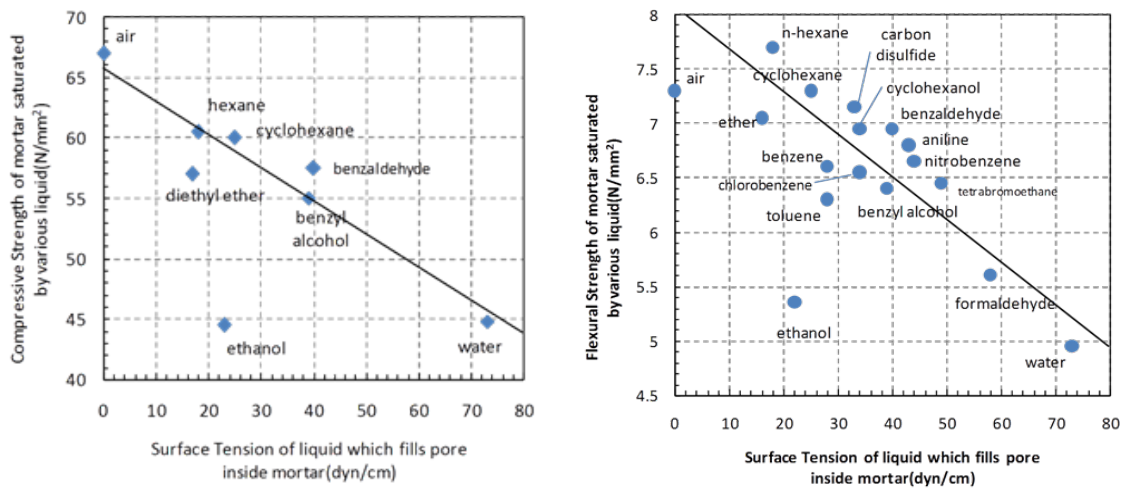 Compressive Strength of mortar saturated
by various liquid(N/mm²)
70
65
60
55
50
45
40
air
hexane
cyclohexane
benzaldehyde
diethyl ether
benzyl
alcohol
ethanol
water
0 10 20 30 40 50 60 70 80
Surface Tension of liquid which fills pore
inside mortar(dyn/cm)
Flexural Strength of mortar saturated
by various liquid(N/mm²)
8
7.5
7
6.5
6
5.5
5
4.5
n-hexane
carbon
disulfide
cyclohexane
air
cyclohexanol
benzaldehyde
ether
aniline
benzene
nitrobenzene
chlorobenzene
tetrabromoethane
toluene
benzyl alcohol
formaldehyde
ethanol
water
0 10 20 30 40 50 60 70 80
Surface Tension of liquid which fills pore
inside mortar(dyn/cm)